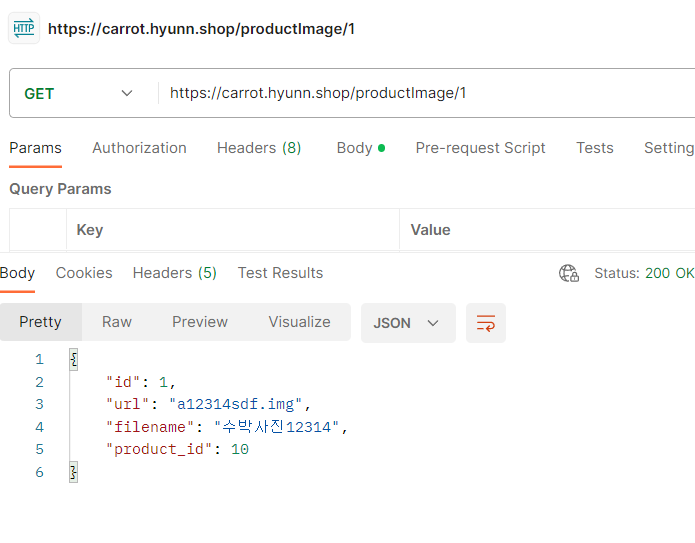 HTTP https://carrot.hyunn.shop/productImage/1
GET https://carrot.hyunn.shop/productImage/1
Params Authorization Headers (8) Body Pre-request Script Tests Setting
Query Params
Key Value
Body Cookies Headers (5) Test Results Status: 200 OK
Pretty Raw Preview Visualize JSON
1 {
2 "id": 1,
3 "url": "a12314sdf.img",
4 "filename": "수박사진12314",
5 "product_id": 10
6 }